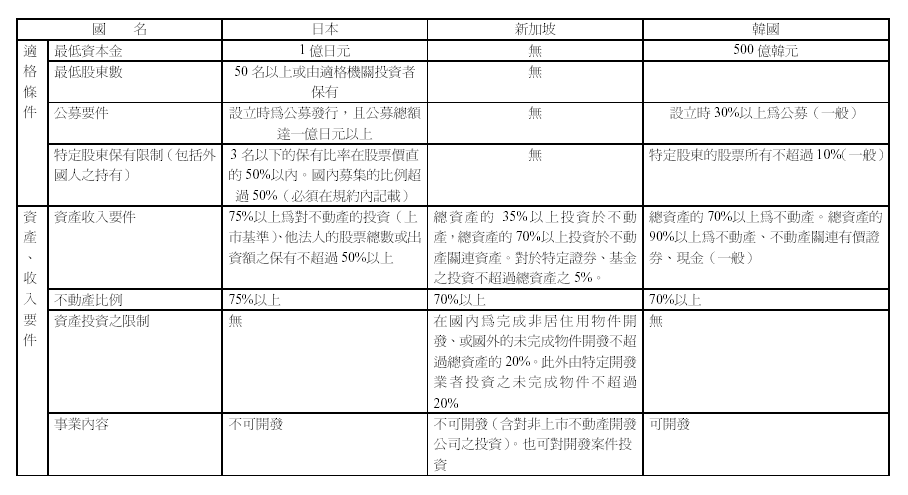 國 名 日本 新加坡 韓國
適格條件
最低資本金 1 億日元 無 500 億韓元
最低股東數 50 名以上或由適格機關投資者 無
保有
公募要件 設立時爲公募發行，且公募總額 無 設立時 30%以上爲公募（一般）
達一億日元以上
特定股東保有限制（包括外 3 名以下的保有比率在股票價直 無 特定股東的股票所有不超過 10%（一般）
國人之持有） 的 50%以內。國內募集的比例超
過 50%（必須在規約內記載）
資產、收入要件
資產收入要件 75%以上爲對不動產的投資（上 總資產的 35%以上投資於不動 總資產的 70%以上爲不動產。總資產的
市基準）、他法人的股票總數或出 產，總資產的 70%以上投資於不動 90%以上爲不動產、不動產關連有價證
資額之保有不超過 50%以上 產關連資產。對於特定證券、基金 券、現金（一般）
之投資不超過總資產之 5%。
不動產比例 75%以上 70%以上 70%以上
資產投資之限制 無 在國內爲完成非居住用物件開 無
發、或國外的未完成物件開發不超
過總資產的 20%。此外由特定開發
業者投資之未完成物件不超過
20%
事業內容 不可開發 不可開發（含對非上市不動產開發 可開發
公司之投資）。也可對開發案件投
資